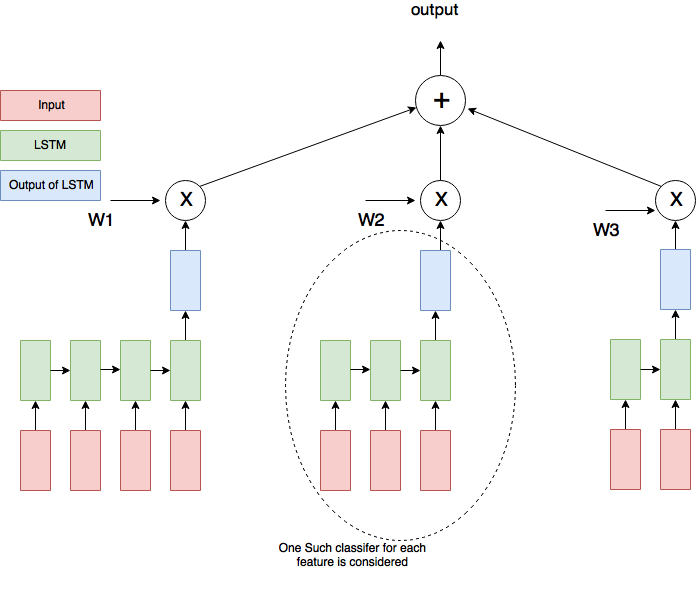 output
+
Input
LSTM
Output of LSTM
X
X
X
W1
W2
W3
One Such classifer for each
feature is considered